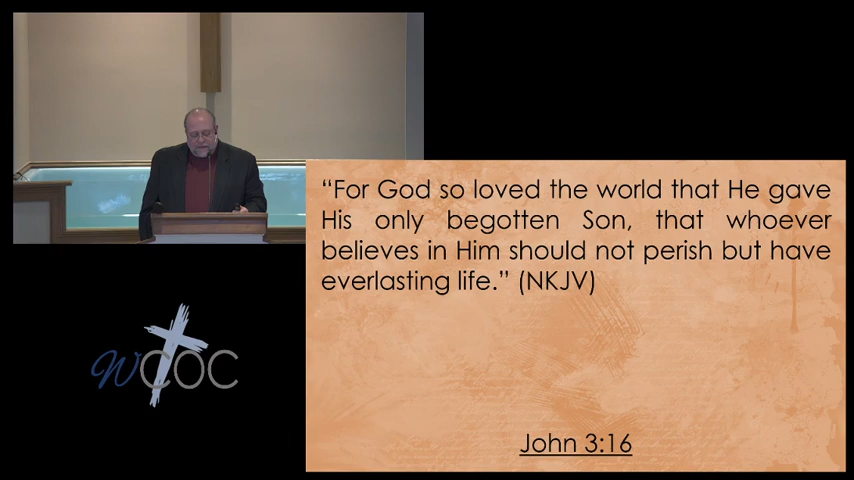 “For God so loved the world that He gave
His only begotten Son, that whoever
believes in Him should not perish but have
everlasting life.” (NKJV)
John 3:16
WCOC